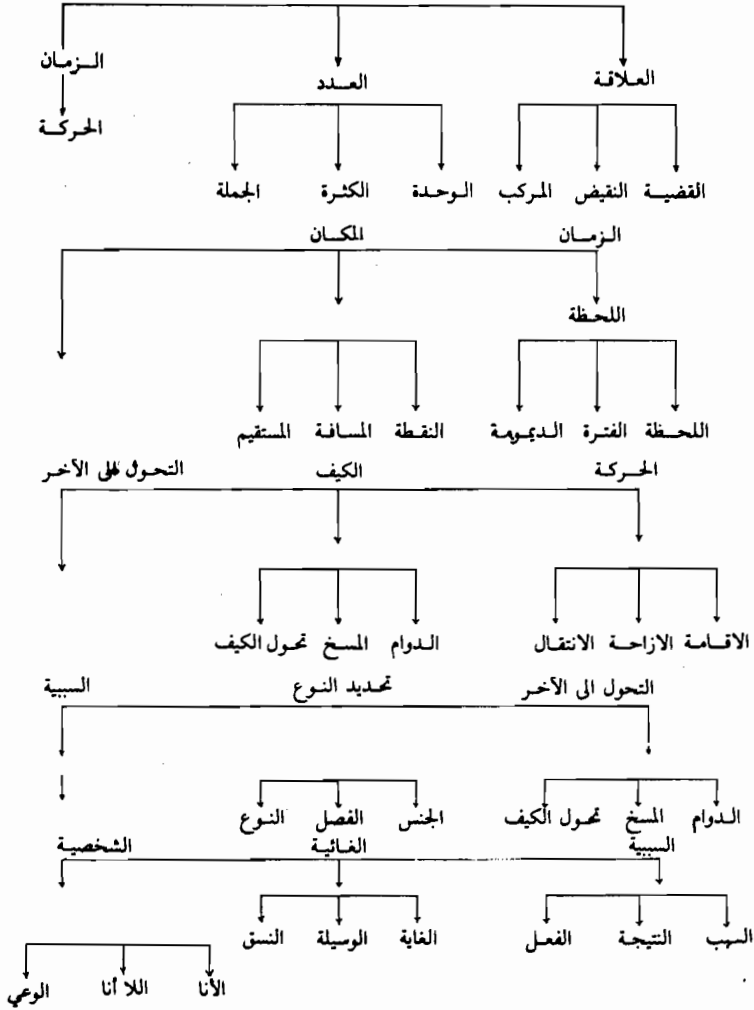 العلاقة العدد الزمان
الحركة
القضية النقيض المركب الوحدة الكثرة الجملة
الزمان المكان
اللحظة
اللحظة الفترة الديمومة النقطة المسافة المستقيم
الحركة الكيف التحول الى الآخر
الاقامة الازاحة الانتقال الدوام المسخ تحول الكيف
التحول الى الآخر تحديد النوع السببية
الدوام المسخ تحول الكيف الجنس الفصل النوع
السببية الغائية الشخصية
السبب النتيجة الفعل الغاية الوسيلة النسق
الأنا اللا أنا الوعي